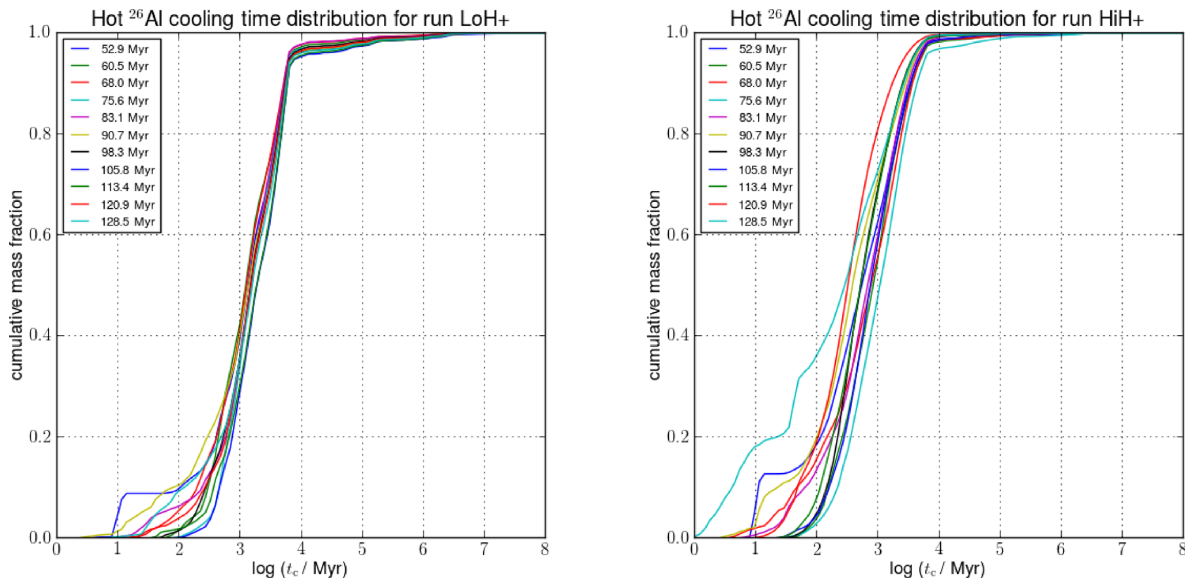 Hot ²⁶Al cooling time distribution for run LoH+
1.0
0.8
0.6
0.4
0.2
0.0
cumulative mass fraction
52.9 Myr
60.5 Myr
68.0 Myr
75.6 Myr
83.1 Myr
90.7 Myr
98.3 Myr
105.8 Myr
113.4 Myr
120.9 Myr
128.5 Myr
0 1 2 3 4 5 6 7 8
log (t_c / Myr)
Hot ²⁶Al cooling time distribution for run HiH+
1.0
0.8
0.6
0.4
0.2
0.0
cumulative mass fraction
52.9 Myr
60.5 Myr
68.0 Myr
75.6 Myr
83.1 Myr
90.7 Myr
98.3 Myr
105.8 Myr
113.4 Myr
120.9 Myr
128.5 Myr
0 1 2 3 4 5 6 7 8
log (t_c / Myr)